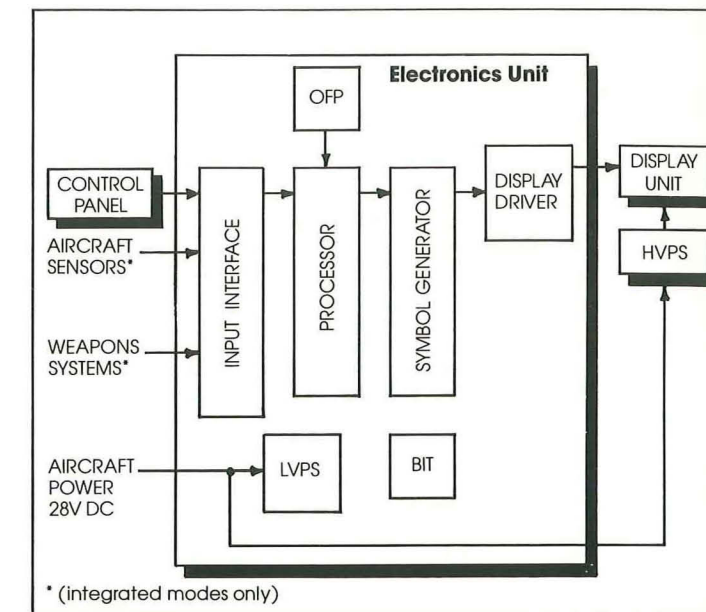 Electronics Unit
OFP
CONTROL
PANEL
AIRCRAFT
SENSORS*
WEAPONS
SYSTEMS*
INPUT INTERFACE
PROCESSOR
SYMBOL GENERATOR
DISPLAY
DRIVER
DISPLAY
UNIT
HVPS
AIRCRAFT
POWER
28V DC
LVPS
BIT
* (integrated modes only)